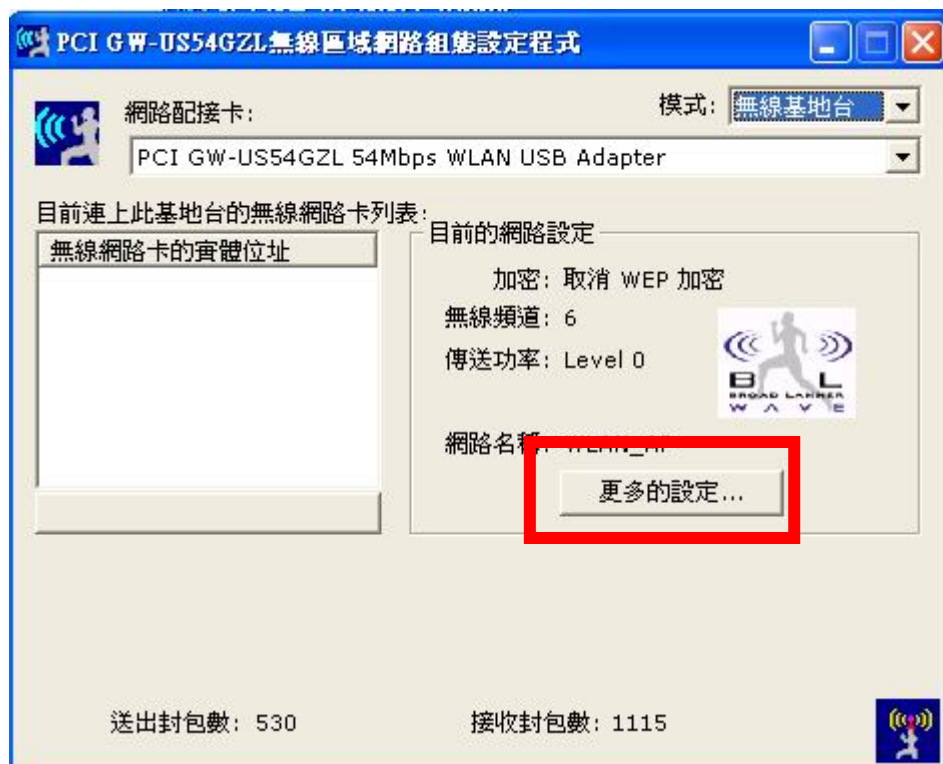 PCI GW-US54GZL無線區域網路組態設定程式
網路配接卡:
模式: 無線基地台
PCI GW-US54GZL 54Mbps WLAN USB Adapter
目前連上此基地台的無線網路卡列表:
無線網路卡的實體位址
目前的網路設定
加密: 取消 WEP 加密
無線頻道: 6
傳送功率: Level 0
B L
BROAD LANNER
WAVE
網路名稱:
更多的設定...
送出封包數: 530
接收封包數: 1115